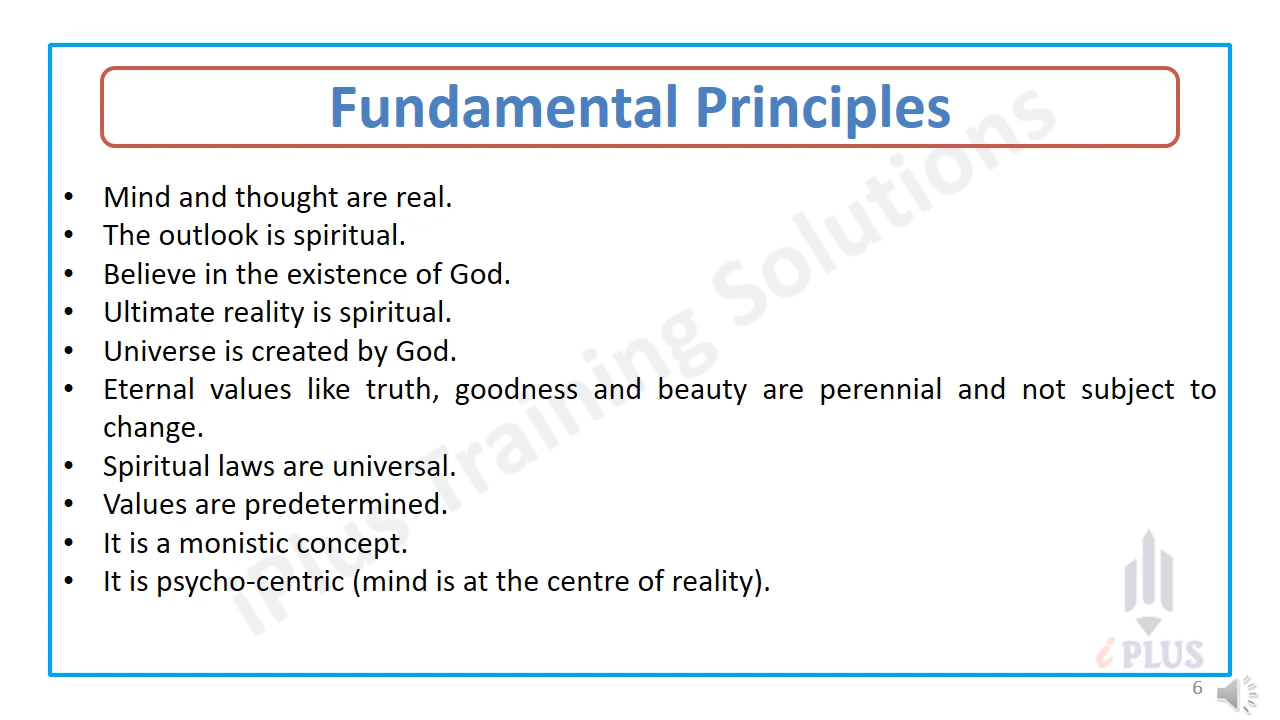 Fundamental Principles
• Mind and thought are real.
• The outlook is spiritual.
• Believe in the existence of God.
• Ultimate reality is spiritual.
• Universe is created by God.
• Eternal values like truth, goodness and beauty are perennial and not subject to
change.
• Spiritual laws are universal.
• Values are predetermined.
• It is a monistic concept.
• It is psycho-centric (mind is at the centre of reality).
iPlus Training Solutions
i PLUS
6